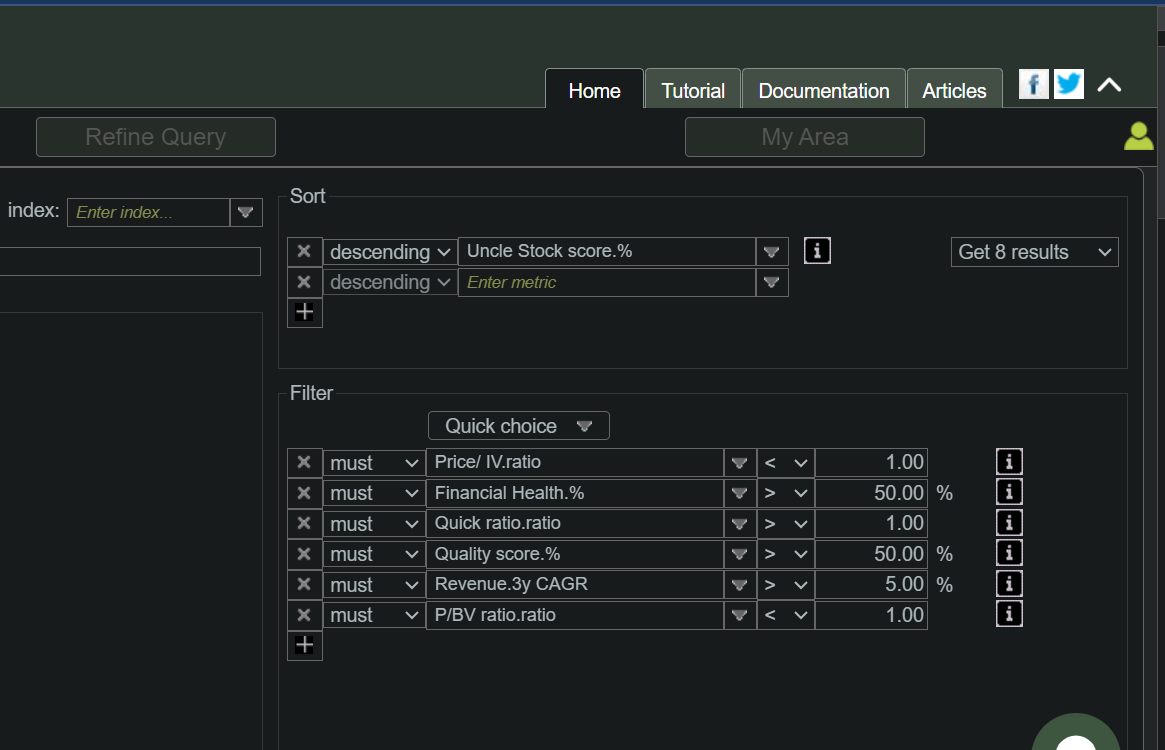 Home Tutorial Documentation Articles
Refine Query My Area
index: Enter index...
Sort
descending Uncle Stock score.% i Get 8 results
descending Enter metric
+
Filter
Quick choice
must Price/ IV.ratio < 1.00 i
must Financial Health.% > 50.00 % i
must Quick ratio.ratio > 1.00 i
must Quality score.% > 50.00 % i
must Revenue.3y CAGR > 5.00 % i
must P/BV ratio.ratio < 1.00 i
+